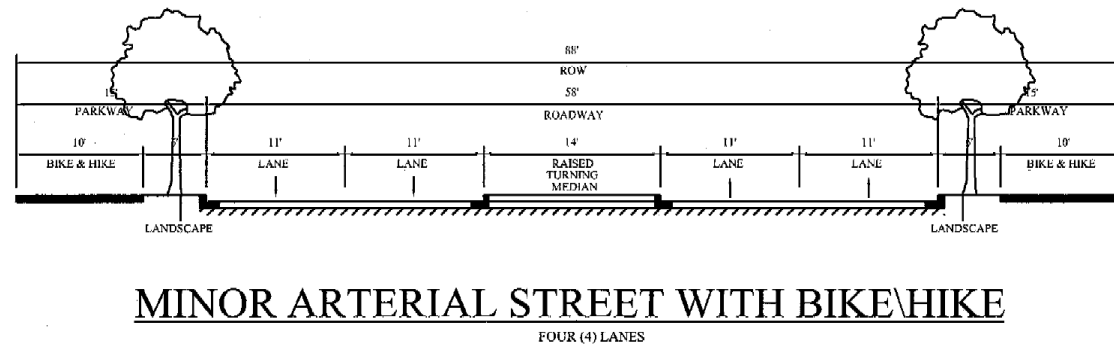 88'
ROW
15' 58' 15'
PARKWAY ROADWAY PARKWAY
10' 5' 11' 11' 14' 11' 11' 5' 10'
BIKE & HIKE LANE LANE RAISED TURNING MEDIAN LANE LANE BIKE & HIKE
LANDSCAPE LANDSCAPE
MINOR ARTERIAL STREET WITH BIKE\HIKE
FOUR (4) LANES